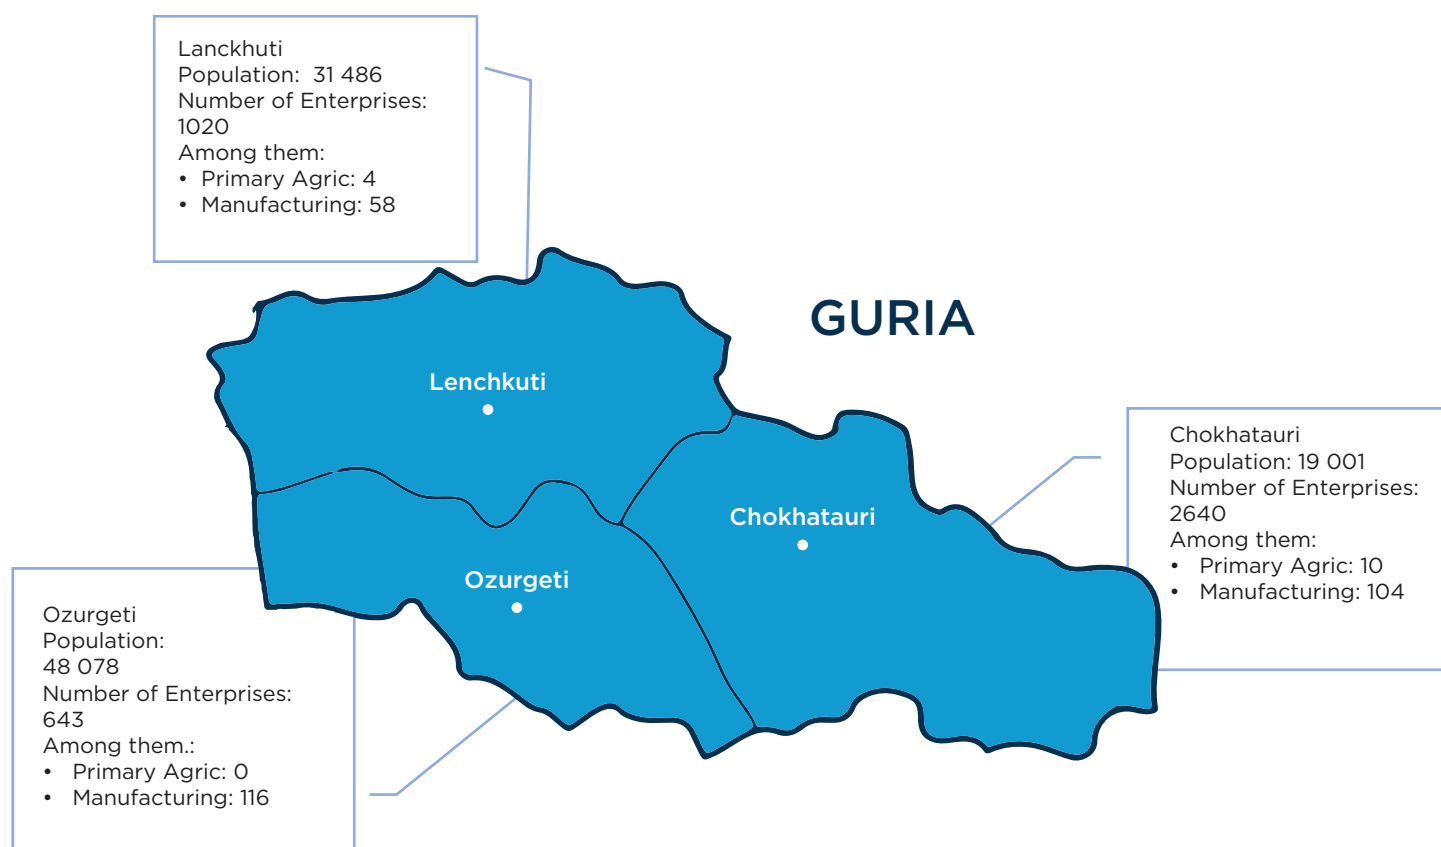 Lanckhuti
Population:  31 486
Number of Enterprises:
1020
Among them:
• Primary Agric: 4
• Manufacturing: 58
GURIA
Lenchkuti
Chokhatauri
Ozurgeti
Chokhatauri
Population: 19 001
Number of Enterprises:
2640
Among them:
• Primary Agric: 10
• Manufacturing: 104
Ozurgeti
Population:
48 078
Number of Enterprises:
643
Among them.:
• Primary Agric: 0
• Manufacturing: 116